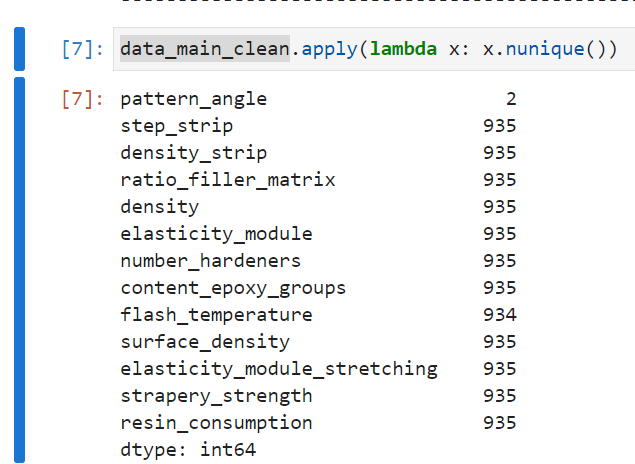 [7]: data_main_clean.apply(lambda x: x.nunique())
[7]: pattern_angle 2
step_strip 935
density_strip 935
ratio_filler_matrix 935
density 935
elasticity_module 935
number_hardeners 935
content_epoxy_groups 935
flash_temperature 934
surface_density 935
elasticity_module_stretching 935
strapery_strength 935
resin_consumption 935
dtype: int64